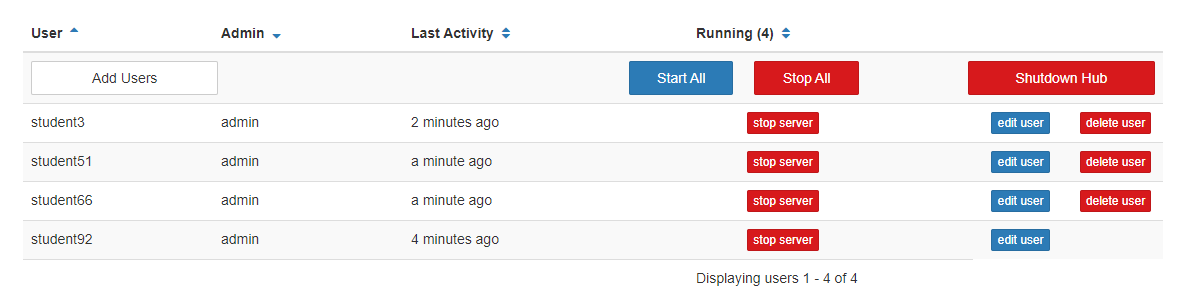 User Admin Last Activity Running (4)
Add Users Start All Stop All Shutdown Hub
student3 admin 2 minutes ago stop server edit user delete user
student51 admin a minute ago stop server edit user delete user
student66 admin a minute ago stop server edit user delete user
student92 admin 4 minutes ago stop server edit user
Displaying users 1 - 4 of 4